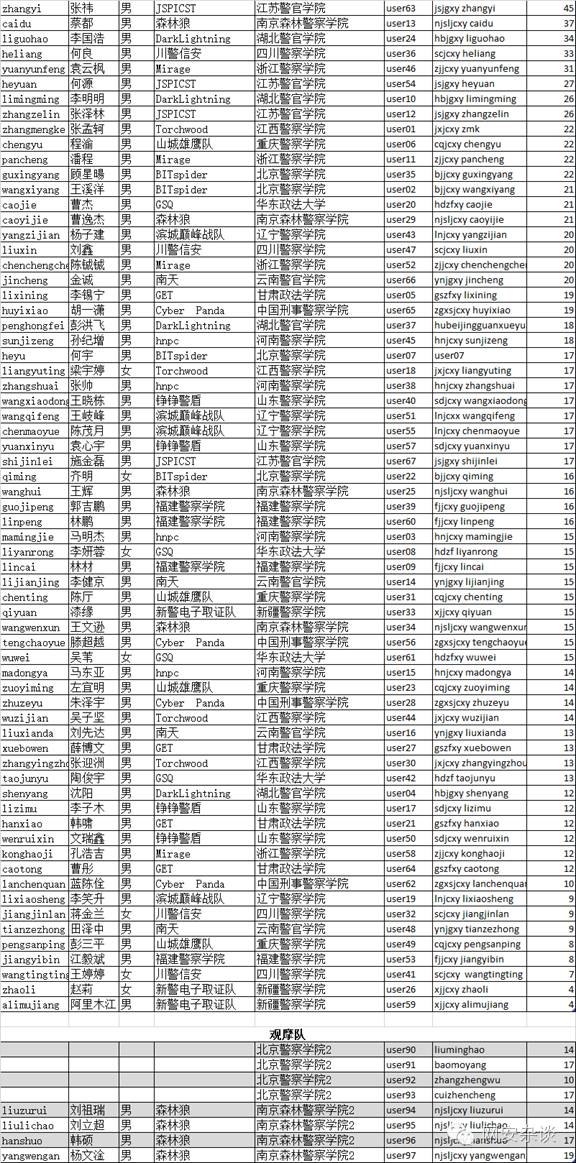 zhangyi 张祎 男 JSPICST 江苏警官学院 user63 jsjgxy zhangyi 45
caidu 蔡都 男 森林狼 南京森林警察学院 user13 njsljcxy caidu 37
liguohao 李国浩 男 DarkLightning 湖北警官学院 user24 hbjgxy liguohao 34
heliang 何良 男 川警信安 四川警察学院 user36 scjcxy heliang 33
yuanyunfeng 袁云枫 男 Mirage 浙江警察学院 user46 zjjcxy yuanyunfeng 31
heyuan 何源 男 JSPICST 江苏警官学院 user54 jsjgxy heyuan 27
limingming 李明明 男 DarkLightning 湖北警官学院 user10 hbjgxy limingming 26
zhangzelin 张泽林 男 JSPICST 江苏警官学院 user12 jsjgxy zhangzelin 26
zhangmengke 张孟轲 男 Torchwood 江西警察学院 user01 jxjcxy zmk 22
chengyu 程渝 男 山城雄鹰队 重庆警察学院 user06 cqjcxy chengyu 22
pancheng 潘程 男 Mirage 浙江警察学院 user11 zjjcxy pancheng 22
guxingyang 顾星暘 男 BITspider 北京警察学院 user35 bjjcxy guxingyang 22
wangxiyang 王溪洋 男 BITspider 北京警察学院 user02 bjjcxy wangxiyang 21
caojie 曹杰 男 GSQ 华东政法大学 user20 hdzfxy caojie 21
caoyijie 曹逸杰 男 森林狼 南京森林警察学院 user29 njsljcxy caoyijie 21
yangzijian 杨子建 男 滨城巅峰战队 辽宁警察学院 user43 lnjcxy yangzijian 20
liuxin 刘鑫 男 川警信安 四川警察学院 user47 scjcxy liuxin 20
chenchengche 陈铖铖 男 Mirage 浙江警察学院 user52 zjjcxy chenchengcher 20
jincheng 金诚 男 南天 云南警官学院 user66 ynjgxy jincheng 20
lixining 李锡宁 男 GET 甘肃政法学院 user05 gszfxy lixining 19
huyixiao 胡一潇 男 Cyber Panda 中国刑事警察学院 user65 zgxsjcxy huyixiao 19
penghongfei 彭洪飞 男 DarkLightning 湖北警官学院 user37 hubeijingguanxueyu 18
sunjizeng 孙纪增 男 hnpc 河南警察学院 user45 hnjcxy sunjizeng 18
heyu 何宇 男 BITspider 北京警察学院 user07 user07 17
liangyuting 梁宇婷 女 Torchwood 江西警察学院 user18 jxjcxy liangyuting 17
zhangshuai 张帅 男 hnpc 河南警察学院 user38 hnjcxy zhangshuai 17
wangxiaodong 王晓栋 男 铮铮警盾 山东警察学院 user40 sdjcxy wangxiaodong 17
wangqifeng 王岐峰 男 滨城巅峰战队 辽宁警察学院 user51 lnjcxx wangqifeng 17
chenmaoyue 陈茂月 男 滨城巅峰战队 辽宁警察学院 user55 lnjcxy chenmaoyue 17
yuanxinyu 袁心宇 男 铮铮警盾 山东警察学院 user57 sdjcxy yuanxinyu 17
shijinlei 施金磊 男 JSPICST 江苏警官学院 user67 jsjgxy shijinlei 17
qiming 齐明 女 BITspider 北京警察学院 user22 bjjcxy qiming 16
wanghui 王辉 男 森林狼 南京森林警察学院 user25 njsljcxy wanghui 16
guojipeng 郭吉鹏 男 福建警察学院 福建警察学院 user39 fjjcxy guojipeng 16
linpeng 林鹏 男 福建警察学院 福建警察学院 user60 fjjcxy linpeng 16
mamingjie 马明杰 男 hnpc 河南警察学院 user03 hnjcxy mamingjie 15
liyanrong 李妍蓉 女 GSQ 华东政法大学 user08 hdzf liyanrong 15
lincai 林材 男 福建警察学院 福建警察学院 user09 fjjcxy lincai 15
lijianjing 李健京 男 南天 云南警官学院 user14 ynjgxy lijianjing 15
chenting 陈厅 男 山城雄鹰队 重庆警察学院 user31 cqjcxy chenting 15
qiyuan 漆缘 男 新警电子取证队 新疆警察学院 user33 xjjcxy qiyuan 15
wangwenxun 王文逊 男 森林狼 南京森林警察学院 user34 njsljcxy wangwenxur 15
tengchaoyue 滕超越 男 Cyber Panda 中国刑事警察学院 user56 zgxsjcxy tengchaoyue 15
wuwei 吴苇 女 GSQ 华东政法大学 user61 hdzfxy wuwei 15
madongya 马东亚 男 hnpc 河南警察学院 user15 hnjcxy madongya 14
zuoyiming 左宜明 男 山城雄鹰队 重庆警察学院 user23 cqjcxy zuoyiming 14
zhuzeyu 朱泽宇 男 Cyber Panda 中国刑事警察学院 user28 zgxsjcxy zhuzeyu 14
wuzijian 吴子坚 男 Torchwood 江西警察学院 user44 jxjcxy wuzijian 14
liuxianda 刘先达 男 南天 云南警官学院 user16 ynjgxy liuxianda 13
xuebowen 薛博文 男 GET 甘肃政法学院 user27 gszfxy xuebowen 13
zhangyingzho 张迎洲 男 Torchwood 江西警察学院 user30 jxjcxy zhangyingzhou 13
taojunyu 陶俊宇 男 GSQ 华东政法大学 user42 hdzf taojunyu 13
shenyang 沈阳 男 DarkLightning 湖北警官学院 user04 hbjgxy shenyang 12
lizimu 李子木 男 铮铮警盾 山东警察学院 user17 sdjcxy lizimu 12
hanxiao 韩啸 男 GET 甘肃政法学院 user21 gszfxy hanxiao 12
wenruixin 文瑞鑫 男 铮铮警盾 山东警察学院 user50 sdjcxy wenruixin 12
konghaoji 孔浩吉 男 Mirage 浙江警察学院 user58 zjjcxy konghaoji 12
caotong 曹彤 男 GET 甘肃政法学院 user64 gszfxy caotong 12
lanchenquan 蓝陈佺 男 Cyber Panda 中国刑事警察学院 user62 zgxsjcxy lanchenquan 10
lixiaosheng 李笑升 男 滨城巅峰战队 辽宁警察学院 user19 lnjcxy lixiaosheng 9
jiangjinlan 蒋金兰 女 川警信安 四川警察学院 user32 scjcxy jiangjinlan 9
tianzezhong 田泽中 男 南天 云南警官学院 user48 ynjgxy tianzezhong 9
pengsanping 彭三平 男 山城雄鹰队 重庆警察学院 user49 cqjcxy pengsanping 8
jiangyibin 江毅斌 男 福建警察学院 福建警察学院 user53 fjjcxy jiangyibin 8
wangtingting 王婷婷 女 川警信安 四川警察学院 user41 scjcxy wangtingting 7
zhaoli 赵莉 女 新警电子取证队 新疆警察学院 user26 xjjcxy zhaoli 4
alimujiang 阿里木江 男 新警电子取证队 新疆警察学院 user59 xjjcxy alimujiang 4
观摩队
北京警察学院2 user90 liuminghao 14
北京警察学院2 user91 baomoyang 17
北京警察学院2 user92 zhangzhengwu 10
北京警察学院2 user93 cuizhencheng 17
liuzurui 刘祖瑞 男 森林狼 南京森林警察学院2 user94 njsljcxy liuzurui 14
liulichao 刘立超 男 森林狼 南京森林警察学院2 user95 njsljcxy liulichao 14
hanshuo 韩硕 男 森林狼 南京森林警察学院2 user96 njsljcxy hanshuo 17
yangwengan 杨文淦 男 森林狼 南京森林警察学院2 user97 njsljcxy yangwengan 19
网安杂谈